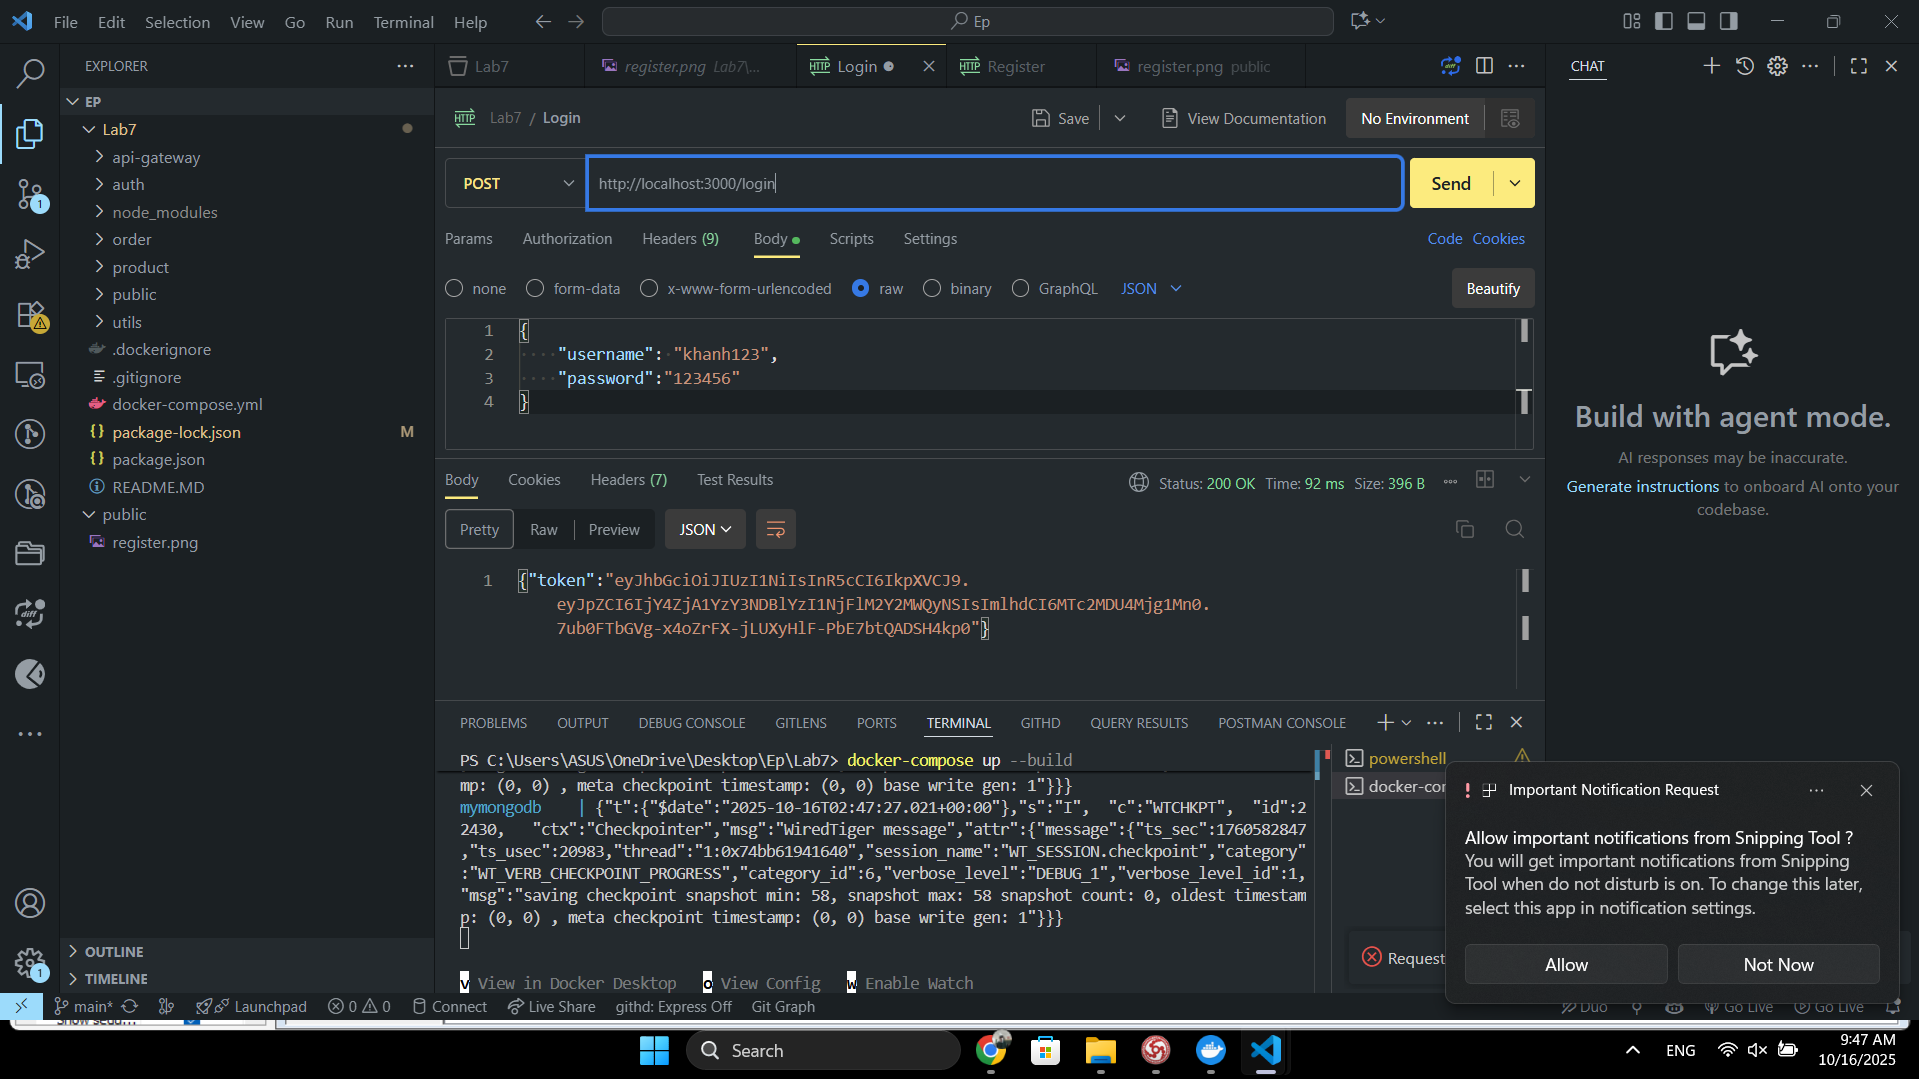 File Edit Selection View Go Run Terminal Help
Ep
EXPLORER
EP
Lab7
api-gateway
auth
node_modules
order
product
public
utils
.dockerignore
.gitignore
docker-compose.yml
package-lock.json M
package.json
README.MD
public
register.png
OUTLINE
TIMELINE
Lab7
register.png Lab7\...
HTTP Login
HTTP Register
register.png public
HTTP Lab7 / Login
Save
View Documentation
No Environment
POST
http://localhost:3000/login
Send
Params Authorization Headers (9) Body Scripts Settings
Code Cookies
none form-data x-www-form-urlencoded raw binary GraphQL JSON
Beautify
1 {
2 ····"username":·"khanh123",
3 ····"password":"123456"
4 }
Body Cookies Headers (7) Test Results
Status: 200 OK Time: 92 ms Size: 396 B
Pretty Raw Preview JSON
1 {"token":"eyJhbGciOiJIUzI1NiIsInR5cCI6IkpXVCJ9.
eyJpZCI6IjY4ZjA1YzY3NDBlYzI1NjFlM2Y2MWQyNSIsImlhdCI6MTc2MDU4Mjg1Mn0.
7ub0FTbGVg-x4oZrFX-jLUXyHlF-PbE7btQADSH4kp0"}
PROBLEMS OUTPUT DEBUG CONSOLE GITLENS PORTS TERMINAL GITHD QUERY RESULTS POSTMAN CONSOLE
PS C:\Users\ASUS\OneDrive\Desktop\Ep\Lab7> docker-compose up --build
mp: (0, 0) , meta checkpoint timestamp: (0, 0) base write gen: 1"}}}
mymongodb | {"t":{"$date":"2025-10-16T02:47:27.021+00:00"},"s":"I", "c":"WTCHKPT", "id":2
2430, "ctx":"Checkpointer","msg":"WiredTiger message","attr":{"message":{"ts_sec":1760582847
,"ts_usec":20983,"thread":"1:0x74bb61941640","session_name":"WT_SESSION.checkpoint","category"
:"WT_VERB_CHECKPOINT_PROGRESS","category_id":6,"verbose_level":"DEBUG_1","verbose_level_id":1,
"msg":"saving checkpoint snapshot min: 58, snapshot max: 58 snapshot count: 0, oldest timestam
p: (0, 0) , meta checkpoint timestamp: (0, 0) base write gen: 1"}}}
v View in Docker Desktop o View Config w Enable Watch
powershell
docker-cor
CHAT
Build with agent mode.
AI responses may be inaccurate.
Generate instructions to onboard AI onto your
codebase.
Important Notification Request
Allow important notifications from Snipping Tool ?
You will get important notifications from Snipping
Tool when do not disturb is on. To change this later,
select this app in notification settings.
Allow
Not Now
Request
1
1
diff
diff
main*
Launchpad
0 0
Connect
Live Share
githd: Express Off
Git Graph
Duo
Go Live
Go Live
Search
ENG
9:47 AM
10/16/2025